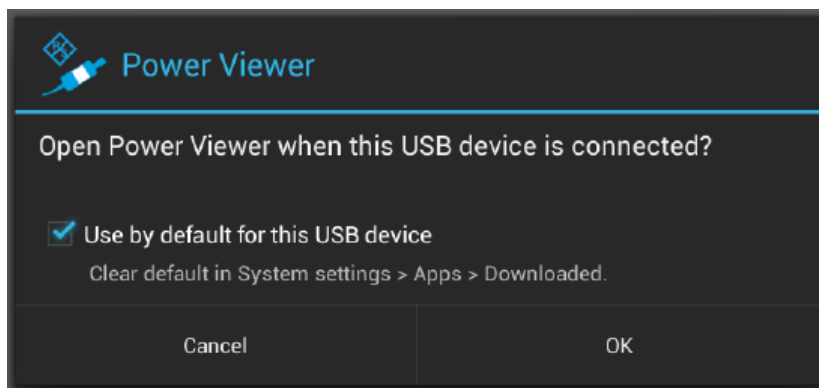 Power Viewer
Open Power Viewer when this USB device is connected?
Use by default for this USB device
Clear default in System settings > Apps > Downloaded.
Cancel
OK